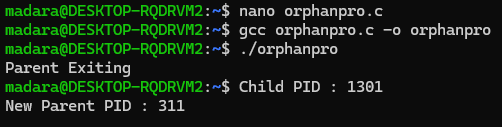 madara@DESKTOP-RQDRVM2:~$ nano orphanpro.c
madara@DESKTOP-RQDRVM2:~$ gcc orphanpro.c -o orphanpro
madara@DESKTOP-RQDRVM2:~$ ./orphanpro
Parent Exiting
madara@DESKTOP-RQDRVM2:~$ Child PID : 1301
New Parent PID : 311